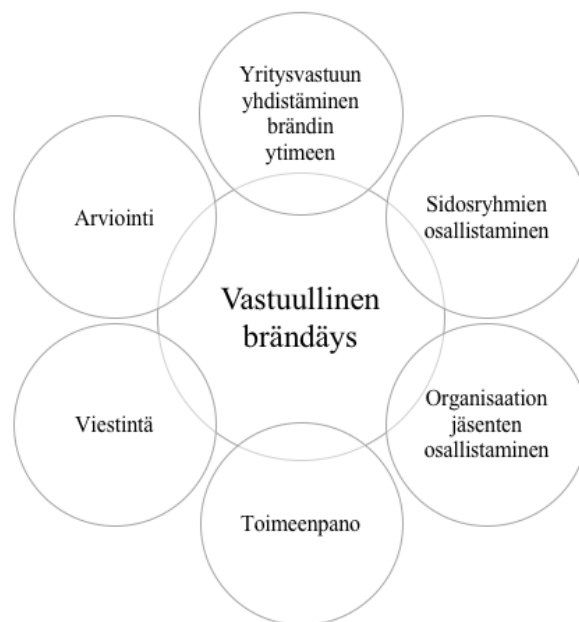 Yritysvastuun
yhdistäminen
brändin
ytimeen
Sidosryhmien
osallistaminen
Organisaation
jäsenten
osallistaminen
Toimeenpano
Viestintä
Arviointi
Vastuullinen
brändäys